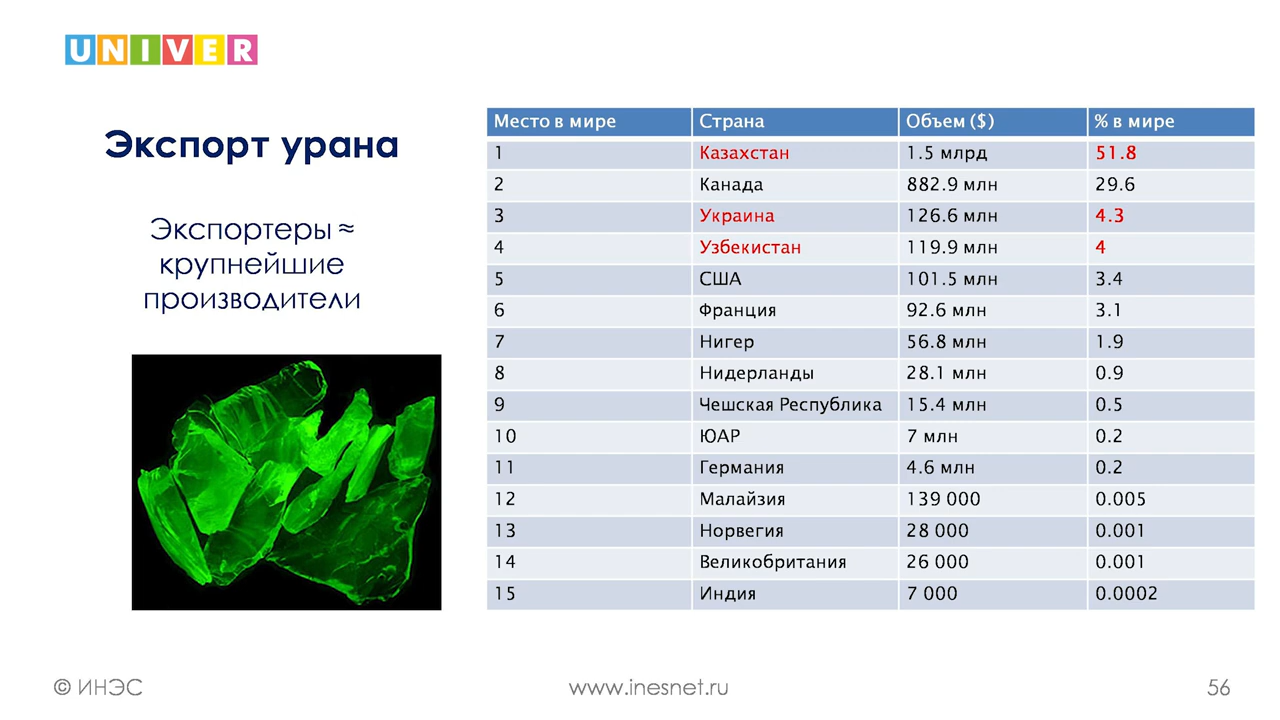 UNIVER
Экспорт урана
Экспортеры ≈
крупнейшие
производители
Место в мире Страна Объем ($) % в мире
1 Казахстан 1.5 млрд 51.8
2 Канада 882.9 млн 29.6
3 Украина 126.6 млн 4.3
4 Узбекистан 119.9 млн 4
5 США 101.5 млн 3.4
6 Франция 92.6 млн 3.1
7 Нигер 56.8 млн 1.9
8 Нидерланды 28.1 млн 0.9
9 Чешская Республика 15.4 млн 0.5
10 ЮАР 7 млн 0.2
11 Германия 4.6 млн 0.2
12 Малайзия 139 000 0.005
13 Норвегия 28 000 0.001
14 Великобритания 26 000 0.001
15 Индия 7 000 0.0002
© ИНЭС www.inesnet.ru 56